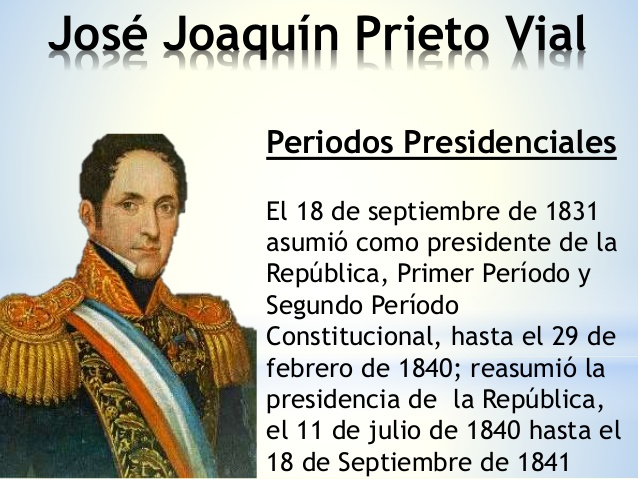 José Joaquín Prieto Vial
Periodos Presidenciales
El 18 de septiembre de 1831
asumió como presidente de la
República, Primer Período y
Segundo Período
Constitucional, hasta el 29 de
febrero de 1840; reasumió la
presidencia de  la República,
el 11 de julio de 1840 hasta el
18 de Septiembre de 1841